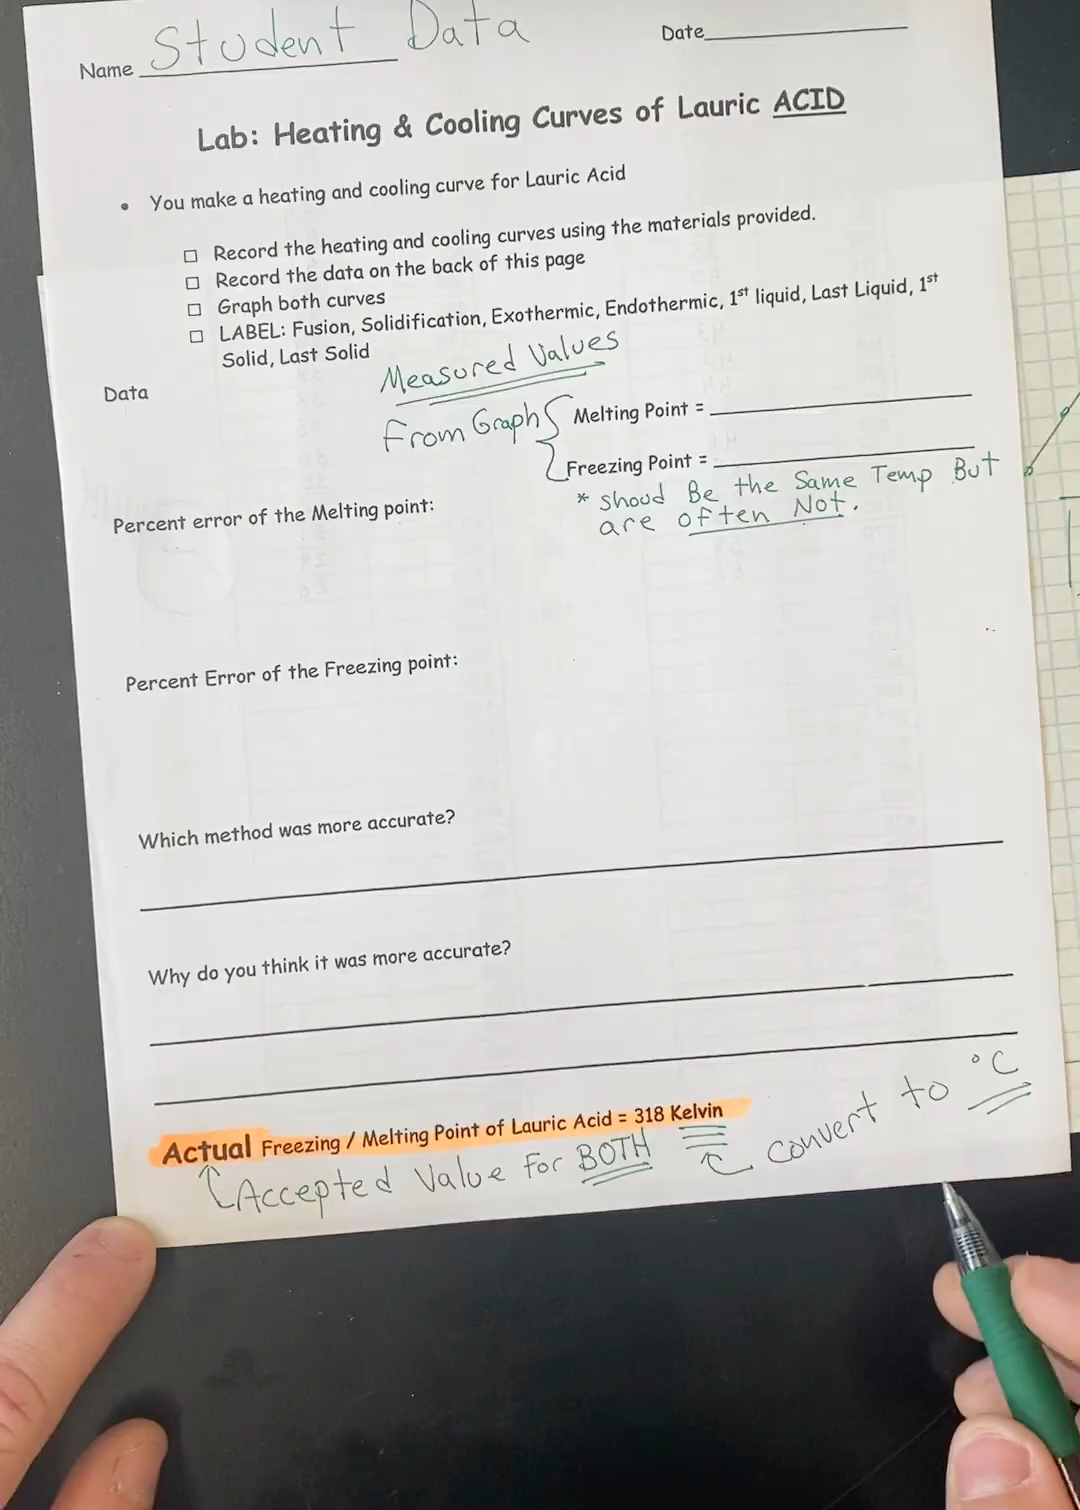 Name Student Data Date
Lab: Heating & Cooling Curves of Lauric ACID
• You make a heating and cooling curve for Lauric Acid
□ Record the heating and cooling curves using the materials provided.
□ Record the data on the back of this page
□ Graph both curves
□ LABEL: Fusion, Solidification, Exothermic, Endothermic, 1st liquid, Last Liquid, 1st
Solid, Last Solid
Measured Values
Data
From Graph { Melting Point =
Freezing Point =
* shoud Be the Same Temp But
are often Not.
Percent error of the Melting point:
Percent Error of the Freezing point:
Which method was more accurate?
Why do you think it was more accurate?
Actual Freezing / Melting Point of Lauric Acid = 318 Kelvin
Accepted Value for BOTH convert to °C